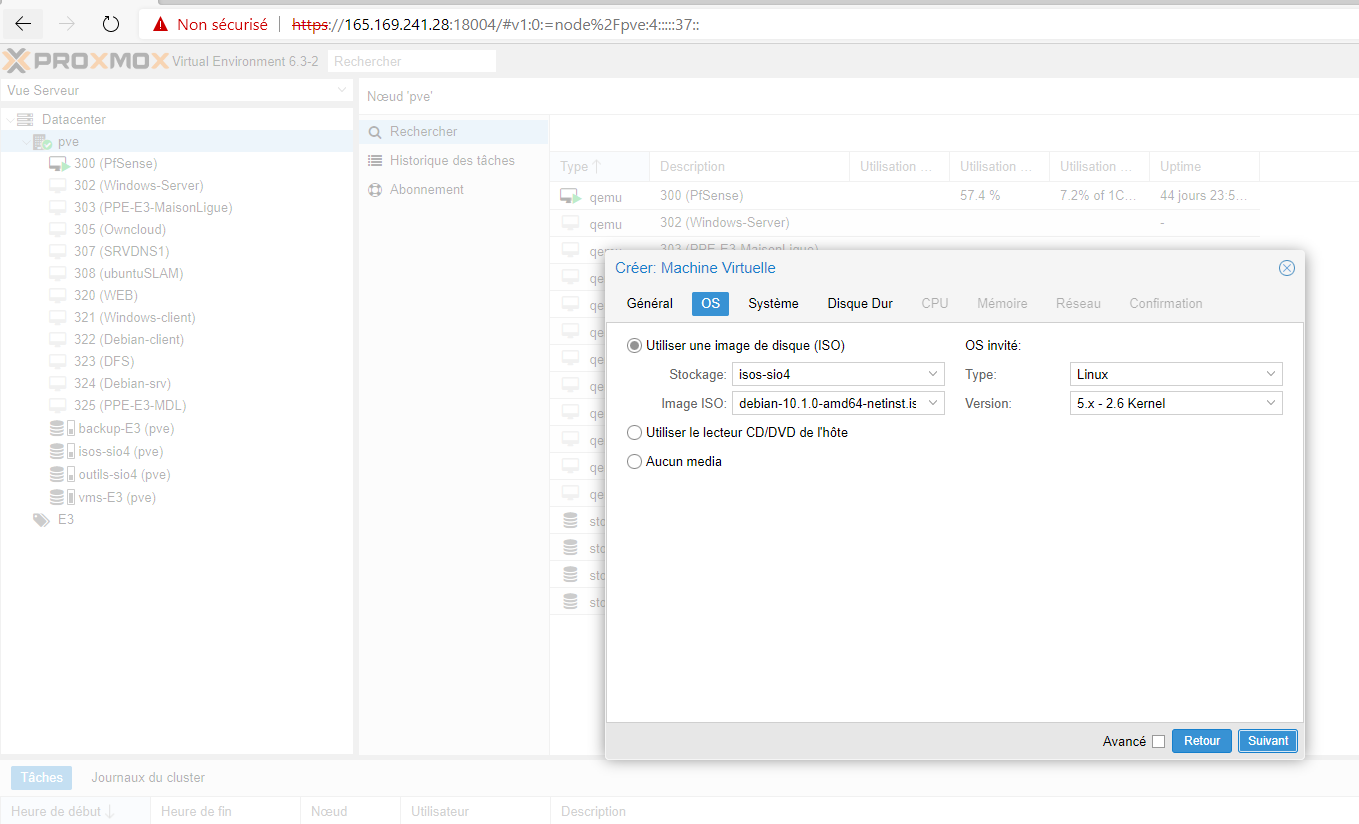 Non sécurisé | https://165.169.241.28:18004/#v1:0:=node%2Fpve:4:::::37::
PROXMOX Virtual Environment 6.3-2 Rechercher
Vue Serveur
Datacenter
pve
300 (PfSense)
302 (Windows-Server)
303 (PPE-E3-MaisonLigue)
305 (Owncloud)
307 (SRVDNS1)
308 (ubuntuSLAM)
320 (WEB)
321 (Windows-client)
322 (Debian-client)
323 (DFS)
324 (Debian-srv)
325 (PPE-E3-MDL)
backup-E3 (pve)
isos-sio4 (pve)
outils-sio4 (pve)
vms-E3 (pve)
E3
Nœud 'pve'
Rechercher
Historique des tâches
Abonnement
Type Description Utilisation ... Utilisation ... Utilisation ... Uptime
qemu 300 (PfSense) 57.4 % 7.2% of 1C... 44 jours 23:5...
qemu 302 (Windows-Server) -
qemu 303 (PPE-E3-MaisonLigue)
qe
qe
qe
qe
qe
qe
qe
qe
qe
sto
sto
sto
sto
Créer: Machine Virtuelle
Général OS Système Disque Dur CPU Mémoire Réseau Confirmation
Utiliser une image de disque (ISO)
Stockage: isos-sio4
Image ISO: debian-10.1.0-amd64-netinst.is
Utiliser le lecteur CD/DVD de l'hôte
Aucun media
OS invité:
Type: Linux
Version: 5.x - 2.6 Kernel
Avancé Retour Suivant
Tâches Journaux du cluster
Heure de début Heure de fin Nœud Utilisateur Description